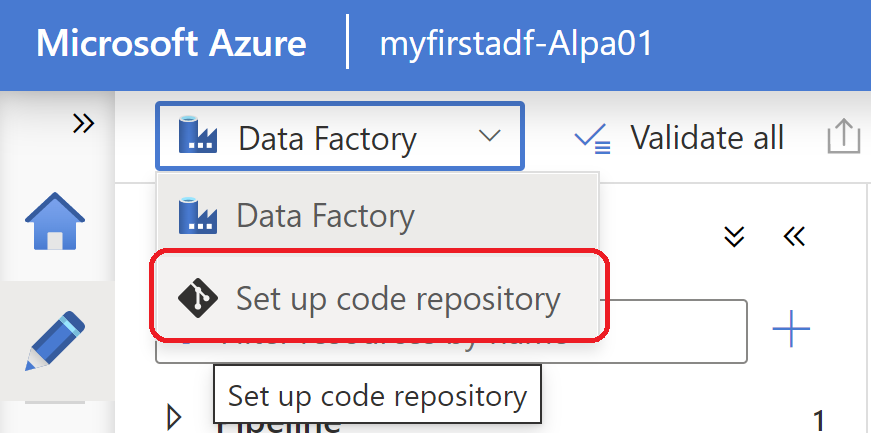 Microsoft Azure myfirstadf-Alpa01
Data Factory Validate all
Data Factory
Set up code repository
Set up code repository
Pipeline 1